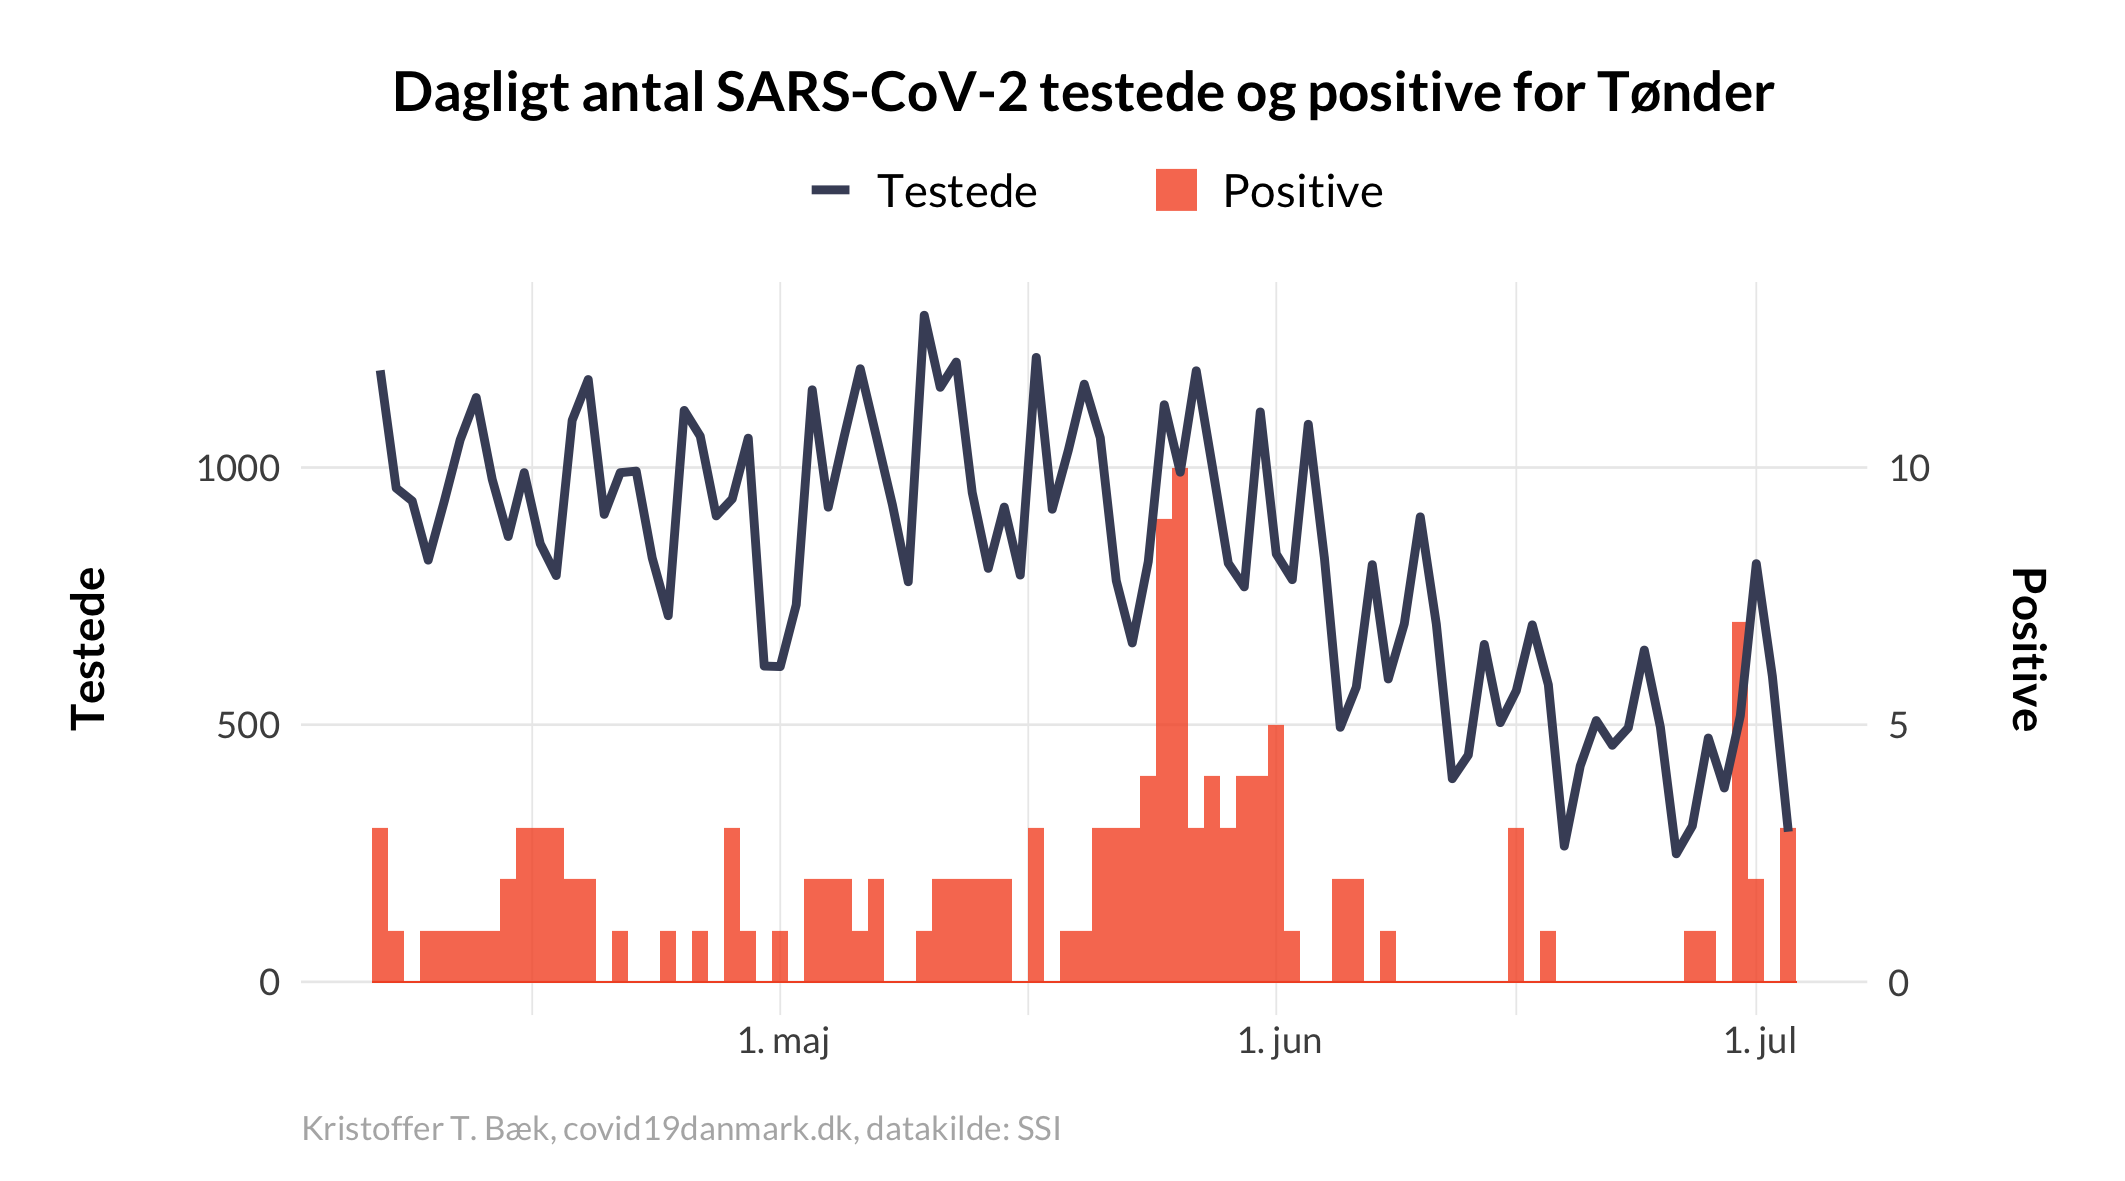 Dagligt antal SARS-CoV-2 testede og positive for Tønder
Testede
Positive
1000
500
0
10
5
0
Testede
Positive
1. maj
1. jun
1. jul
Kristoffer T. Bæk, covid19danmark.dk, datakilde: SSI